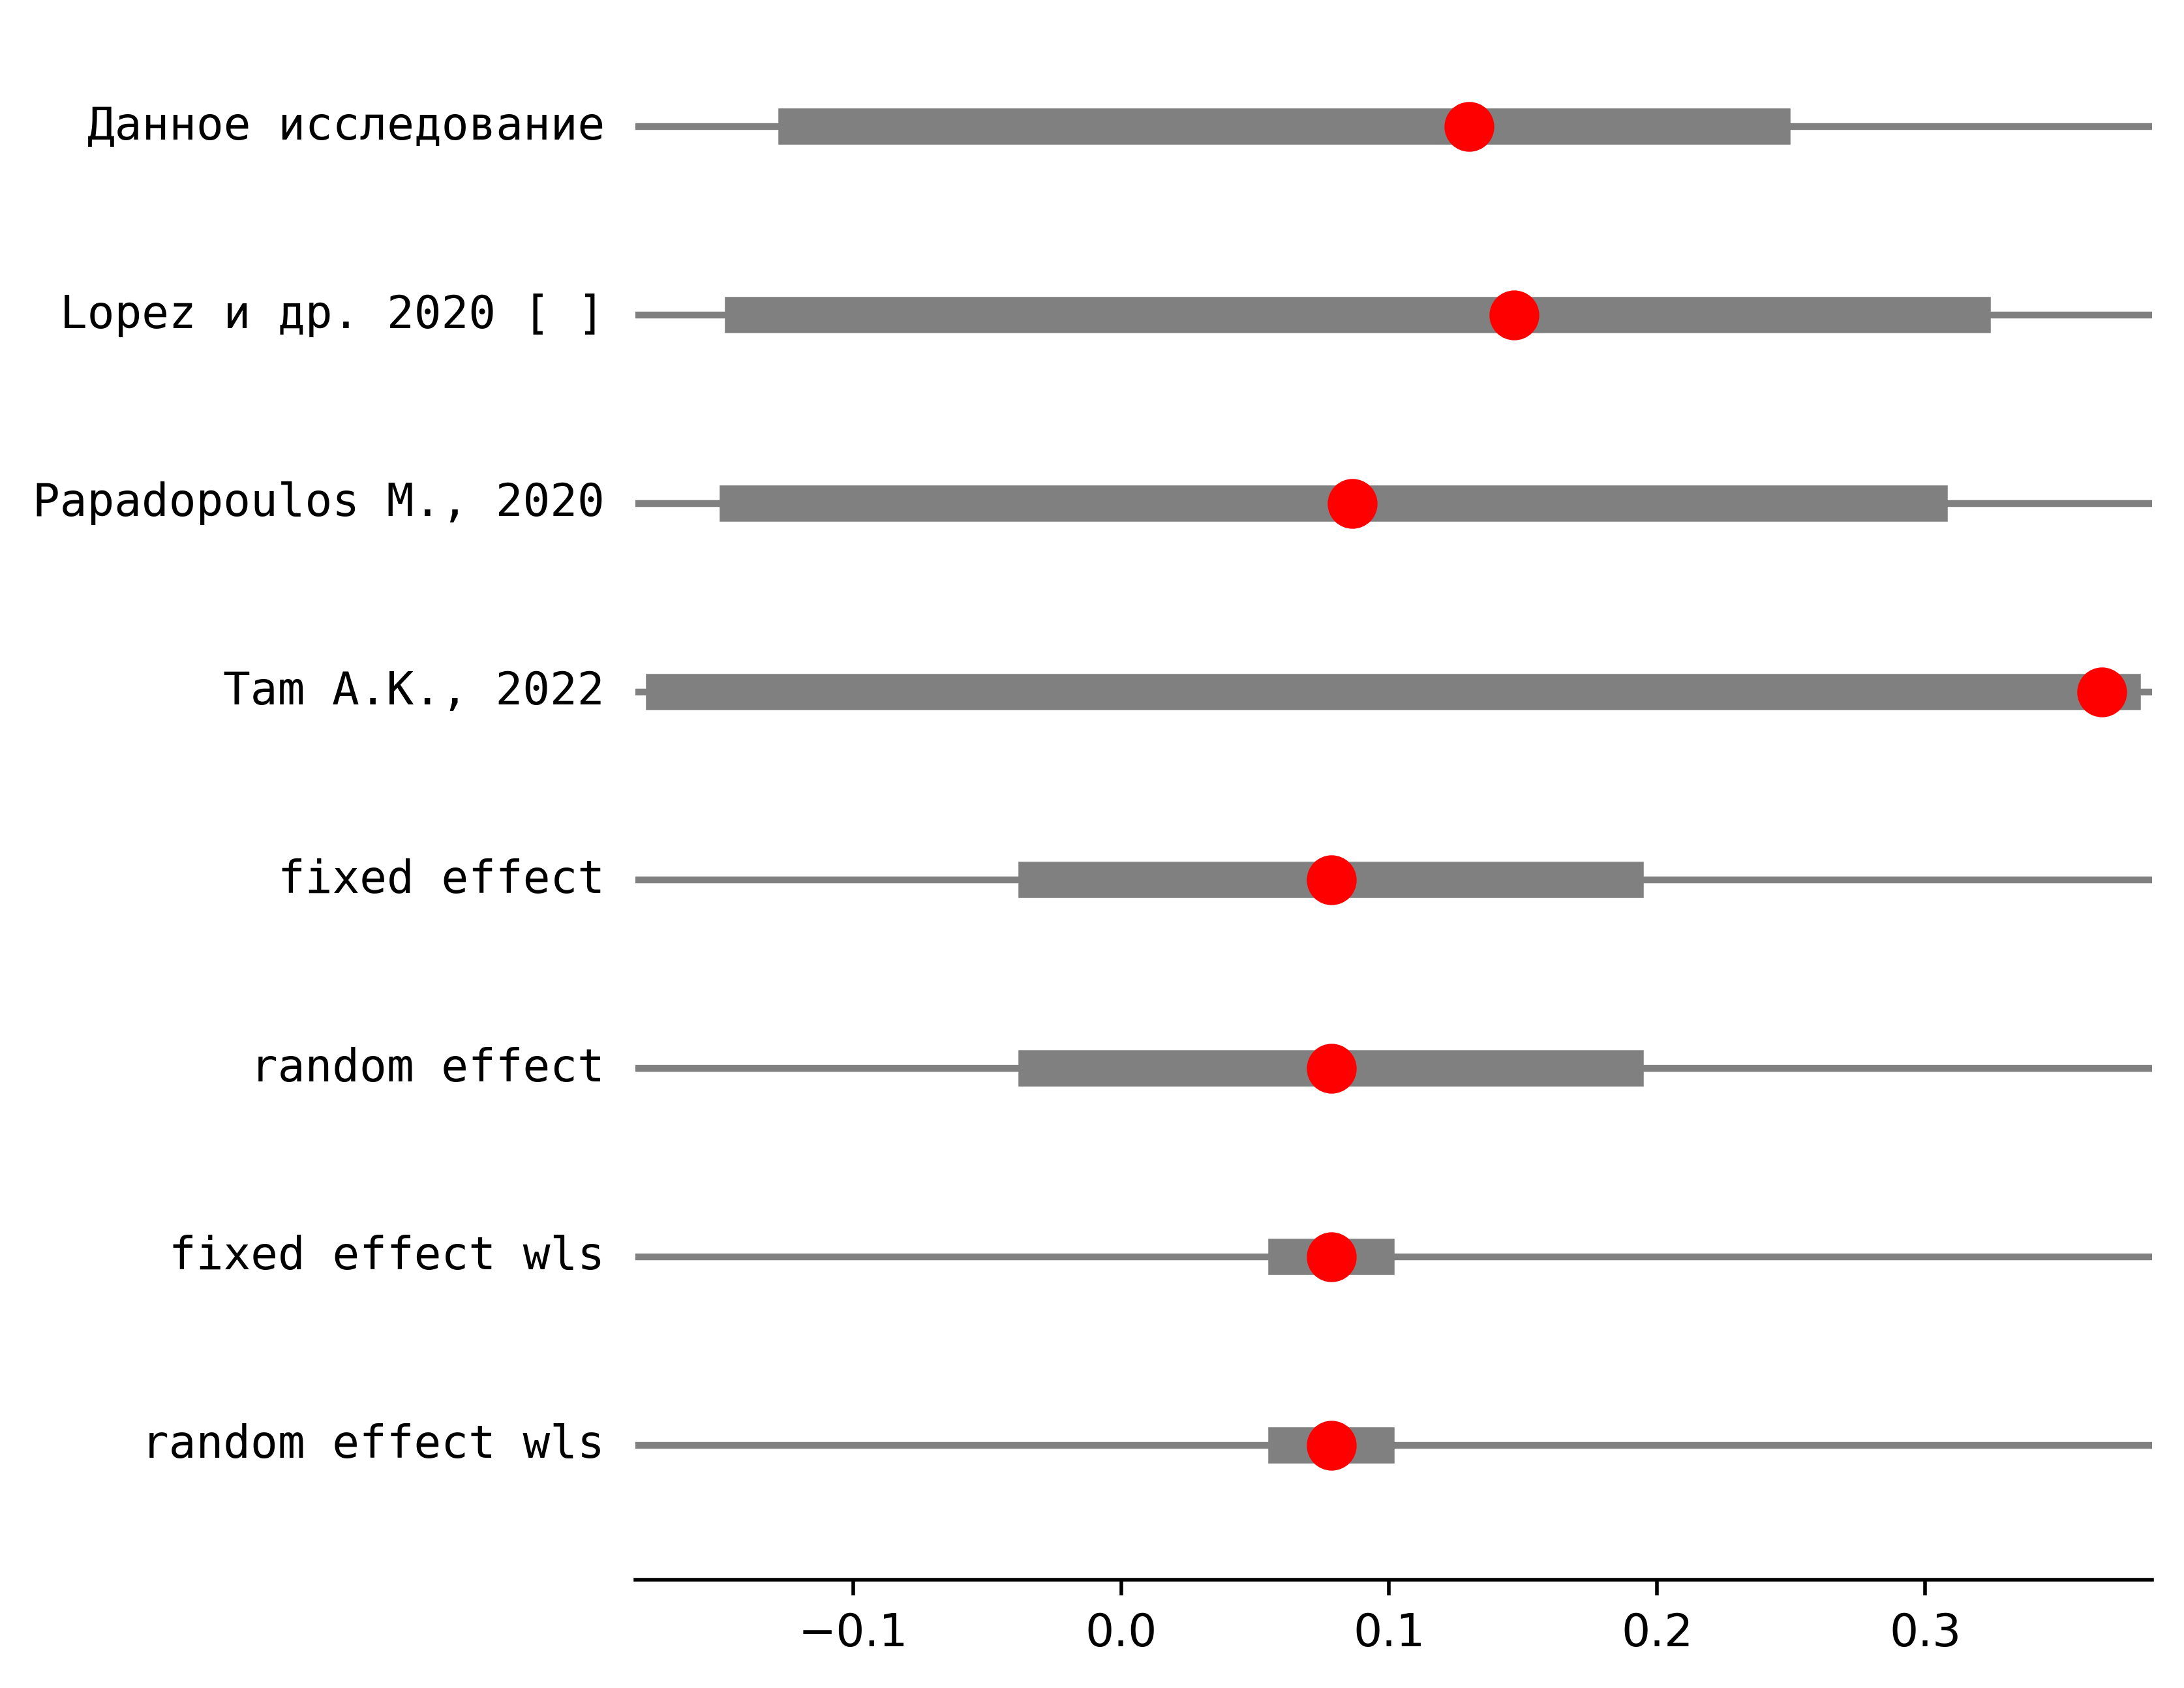 Данное исследование
Lopez и др. 2020 [ ]
Papadopoulos M., 2020
Tam A.K., 2022
fixed effect
random effect
fixed effect wls
random effect wls
−0.1 0.0 0.1 0.2 0.3